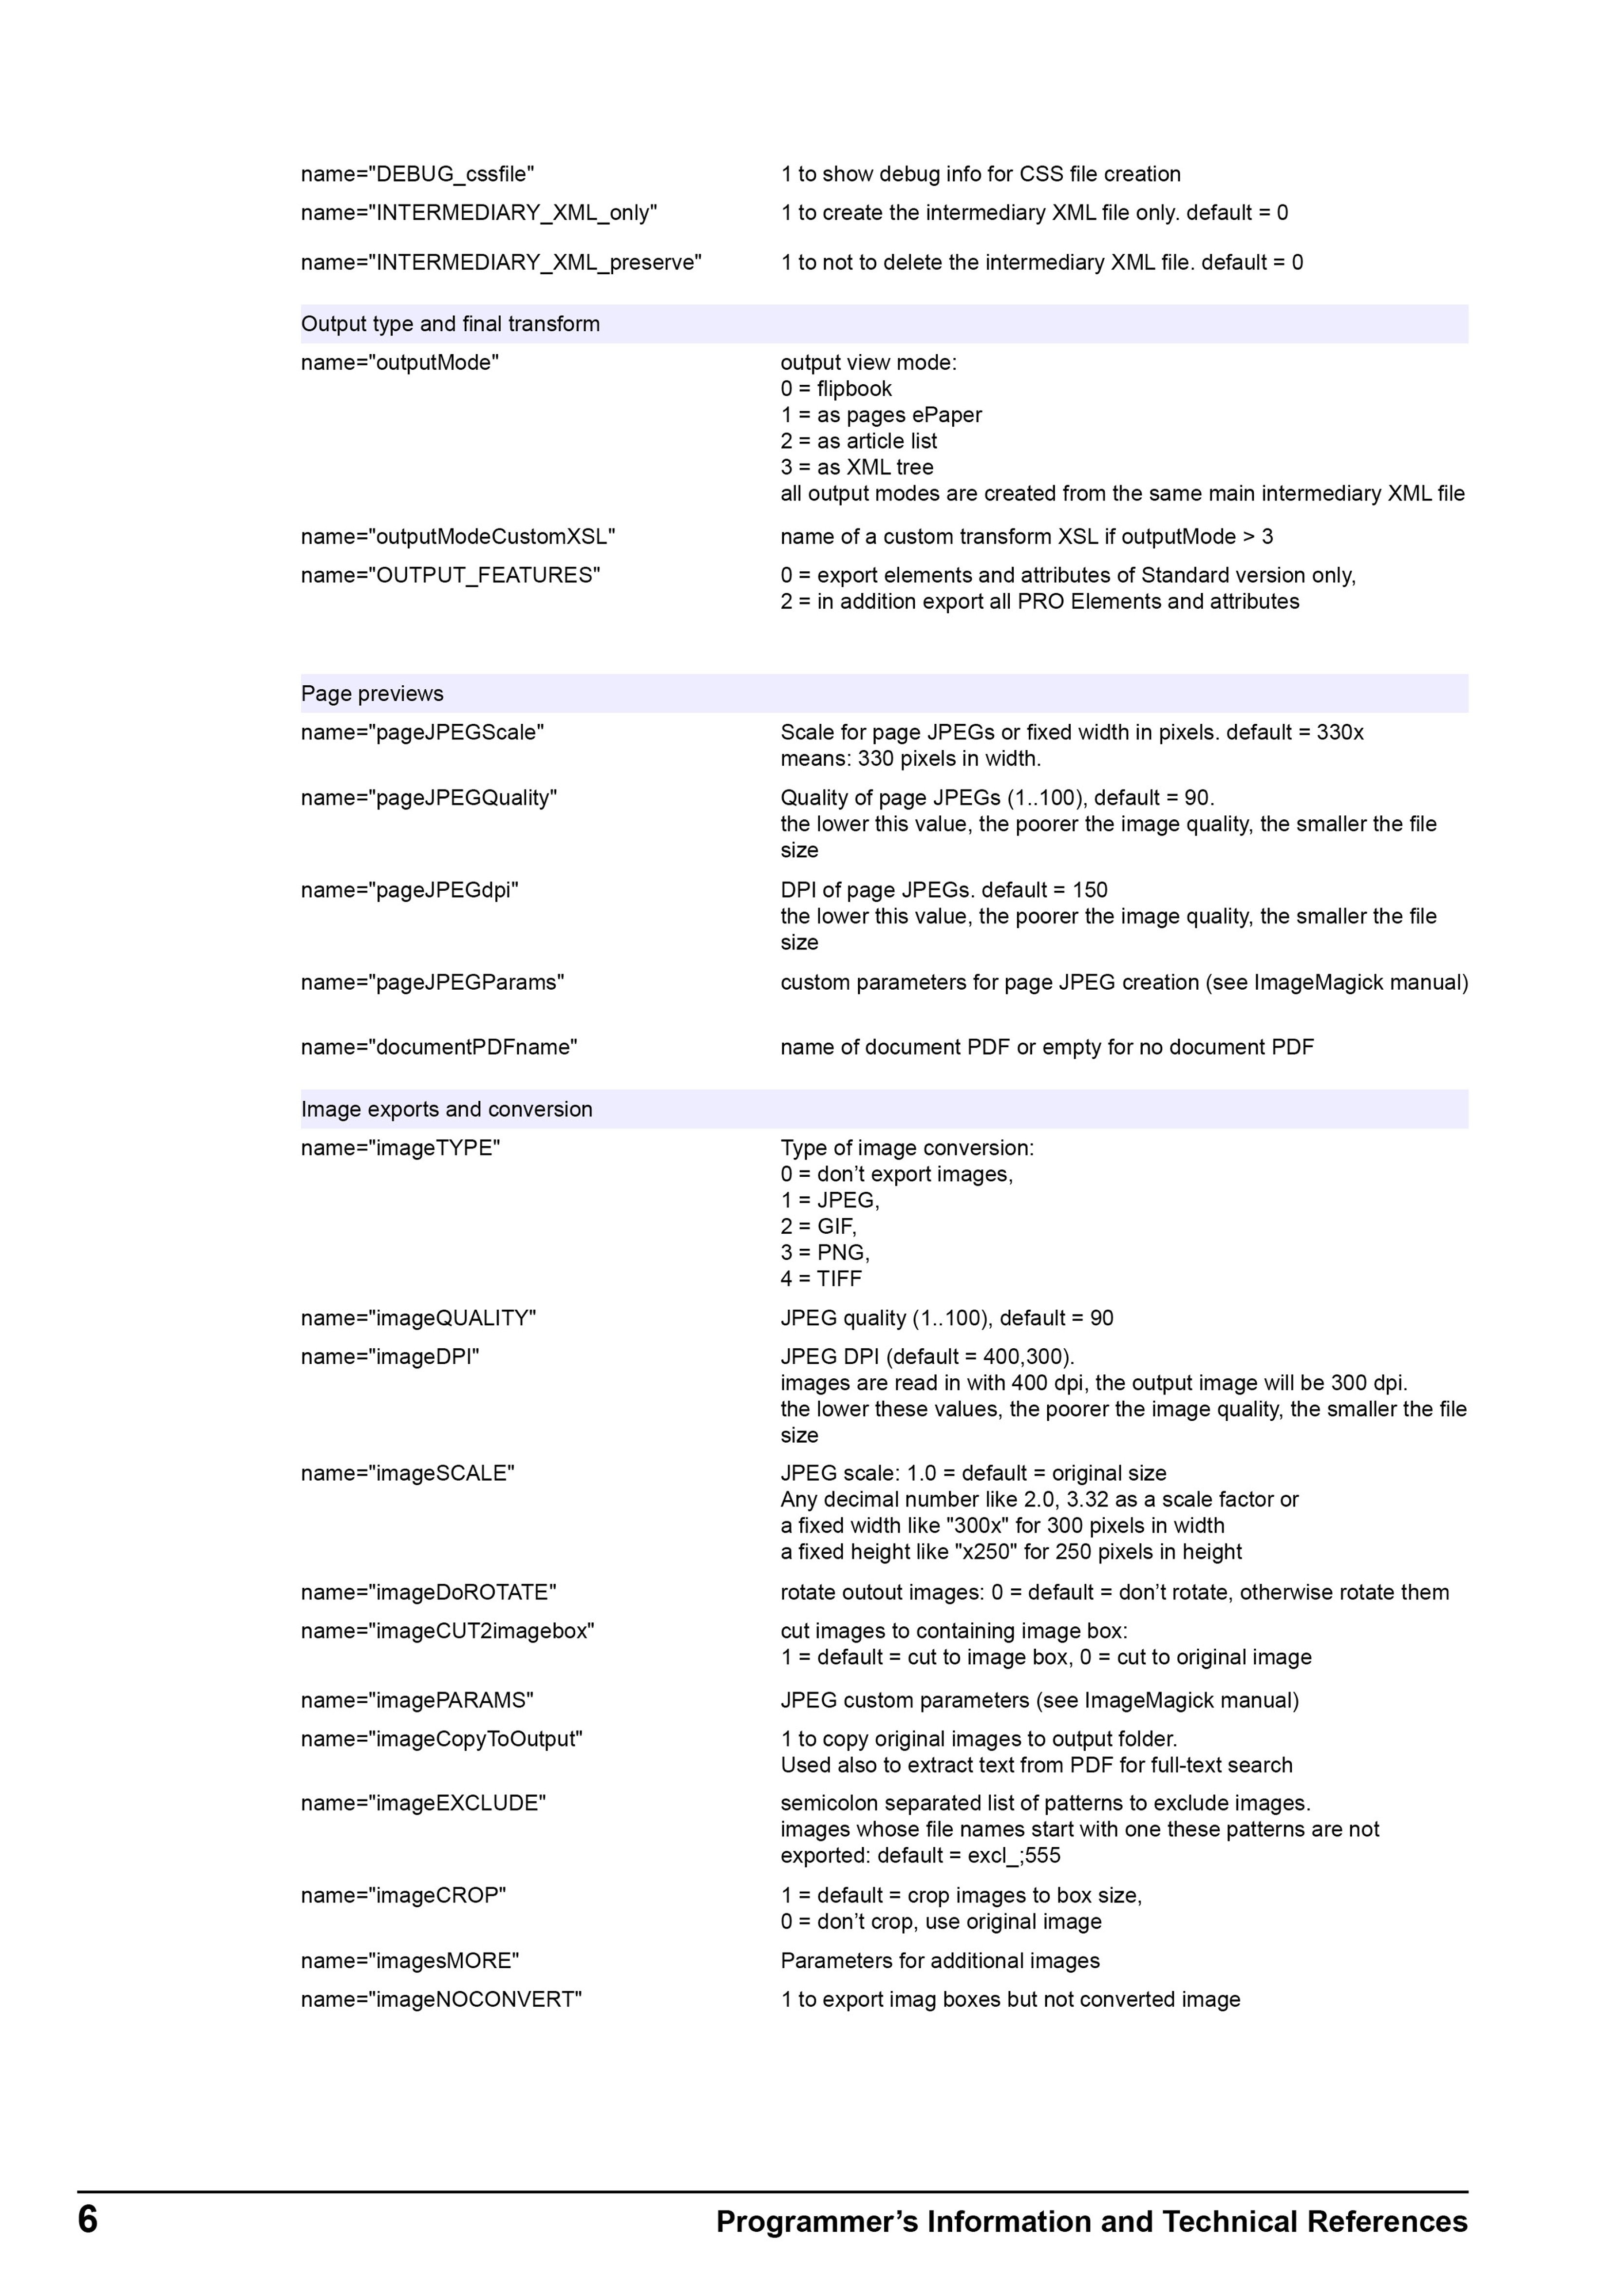 name="DEBUG_cssfile" 1 to show debug info for CSS file creation
name="INTERMEDIARY_XML_only" 1 to create the intermediary XML file only. default = 0
name="INTERMEDIARY_XML_preserve" 1 to not to delete the intermediary XML file. default = 0
Output type and final transform
name="outputMode" output view mode:
0 = flipbook
1 = as pages ePaper
2 = as article list
3 = as XML tree
all output modes are created from the same main intermediary XML file
name="outputModeCustomXSL" name of a custom transform XSL if outputMode > 3
name="OUTPUT_FEATURES" 0 = export elements and attributes of Standard version only,
2 = in addition export all PRO Elements and attributes
Page previews
name="pageJPEGScale" Scale for page JPEGs or fixed width in pixels. default = 330x
means: 330 pixels in width.
name="pageJPEGQuality" Quality of page JPEGs (1..100), default = 90.
the lower this value, the poorer the image quality, the smaller the file
size
name="pageJPEGdpi" DPI of page JPEGs. default = 150
the lower this value, the poorer the image quality, the smaller the file
size
name="pageJPEGParams" custom parameters for page JPEG creation (see ImageMagick manual)
name="documentPDFname" name of document PDF or empty for no document PDF
Image exports and conversion
name="imageTYPE" Type of image conversion:
0 = don’t export images,
1 = JPEG,
2 = GIF,
3 = PNG,
4 = TIFF
name="imageQUALITY" JPEG quality (1..100), default = 90
name="imageDPI" JPEG DPI (default = 400,300).
images are read in with 400 dpi, the output image will be 300 dpi.
the lower these values, the poorer the image quality, the smaller the file
size
name="imageSCALE" JPEG scale: 1.0 = default = original size
Any decimal number like 2.0, 3.32 as a scale factor or
a fixed width like "300x" for 300 pixels in width
a fixed height like "x250" for 250 pixels in height
name="imageDoROTATE" rotate outout images: 0 = default = don’t rotate, otherwise rotate them
name="imageCUT2imagebox" cut images to containing image box:
1 = default = cut to image box, 0 = cut to original image
name="imagePARAMS" JPEG custom parameters (see ImageMagick manual)
name="imageCopyToOutput" 1 to copy original images to output folder.
Used also to extract text from PDF for full-text search
name="imageEXCLUDE" semicolon separated list of patterns to exclude images.
images whose file names start with one these patterns are not
exported: default = excl_;555
name="imageCROP" 1 = default = crop images to box size,
0 = don’t crop, use original image
name="imagesMORE" Parameters for additional images
name="imageNOCONVERT" 1 to export imag boxes but not converted image
6 Programmer’s Information and Technical References